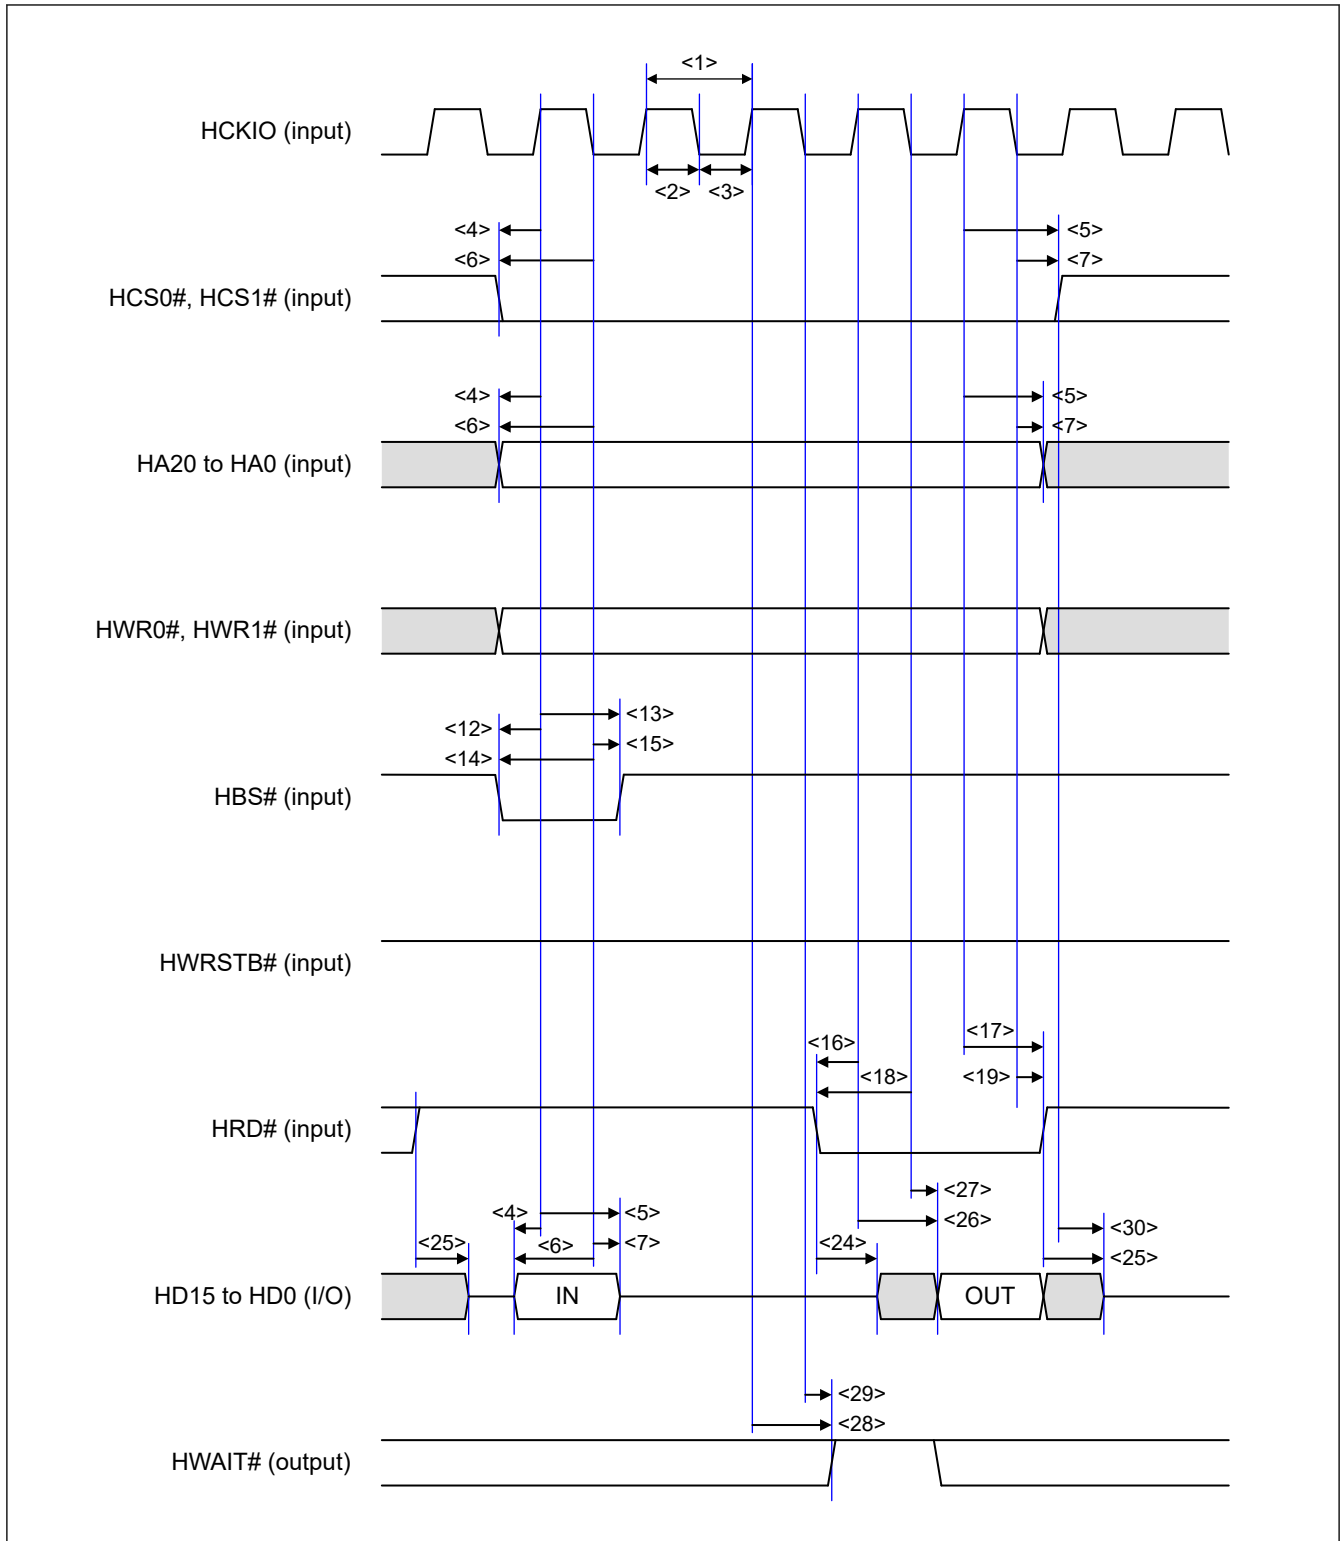 <1>
HCKIO (input)
<2> <3>
<4> <5>
<6> <7>
HCS0#, HCS1# (input)
<4> <5>
<6> <7>
HA20 to HA0 (input)
HWR0#, HWR1# (input)
<13>
<12>
<15>
<14>
HBS# (input)
HWRSTB# (input)
<17>
<16>
<18> <19>
HRD# (input)
<27>
<4> <5> <26> <30>
<25> <6> <7> <24> <25>
HD15 to HD0 (I/O) IN OUT
<29>
<28>
HWAIT# (output)